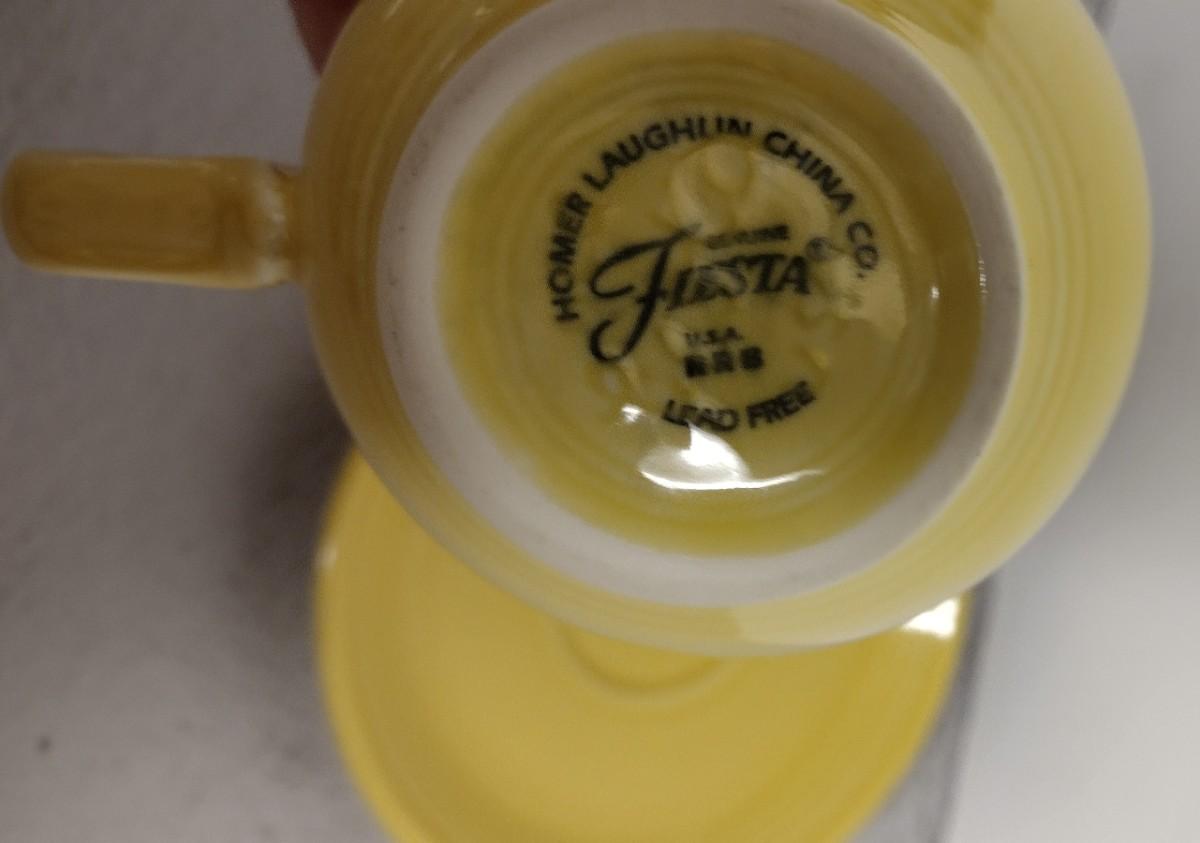 HOMER LAUGHLIN CHINA CO.
GENUINE
FIESTA®
U.S.A.
LEAD FREE